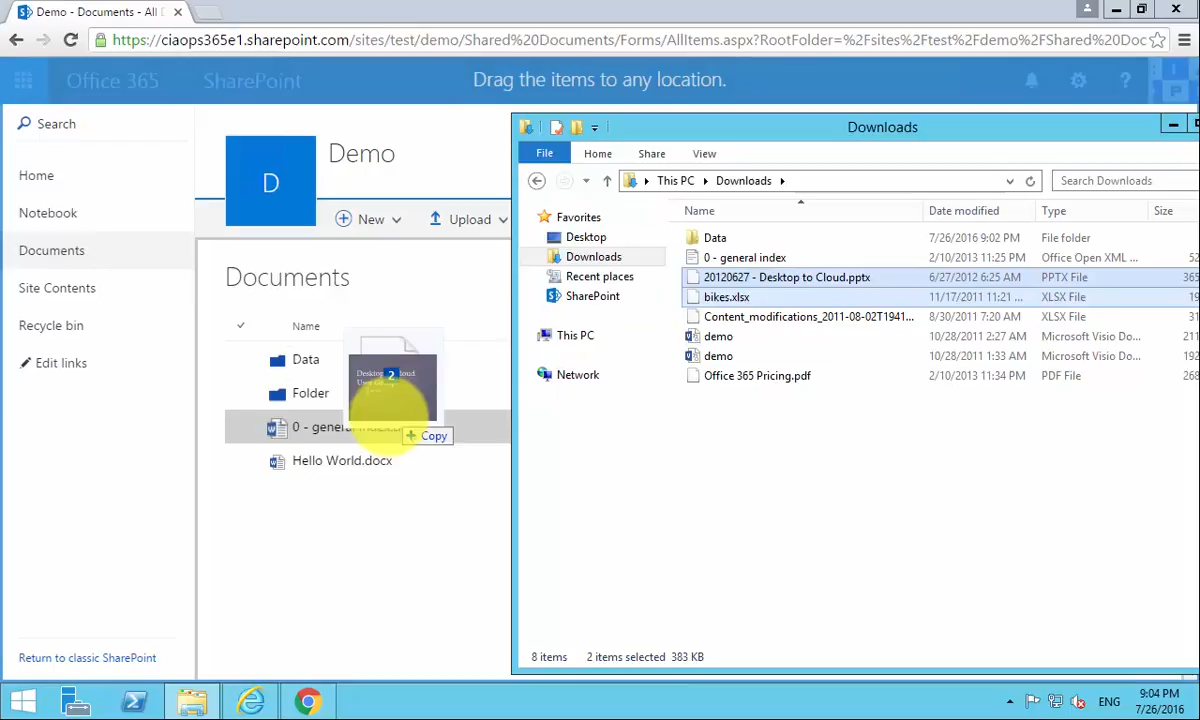 Demo - Documents - All
https://ciaops365e1.sharepoint.com/sites/test/demo/Shared%20Documents/Forms/AllItems.aspx?RootFolder=%2Fsites%2Ftest%2Fdemo%2FShared%20Doc
Office 365
SharePoint
Drag the items to any location.
?
Search
Home
Notebook
Documents
Site Contents
Recycle bin
Edit links
Return to classic SharePoint
D
Demo
New
Upload
Documents
Name
Data
Folder
0 - general
Hello World.docx
2
Copy
Downloads
File Home Share View
This PC Downloads
Search Downloads
Favorites
Desktop
Downloads
Recent places
SharePoint
This PC
Network
Name Date modified Type Size
Data 7/26/2016 9:02 PM File folder
0 - general index 2/10/2013 11:25 PM Office Open XML ... 52
20120627 - Desktop to Cloud.pptx 6/27/2012 6:25 AM PPTX File 365
bikes.xlsx 11/17/2011 11:21 ... XLSX File 19
Content_modifications_2011-08-02T1941... 8/30/2011 7:20 AM XLSX File 31
demo 10/28/2011 2:27 AM Microsoft Visio Do... 211
demo 10/28/2011 1:33 AM Microsoft Visio Do... 192
Office 365 Pricing.pdf 2/10/2013 11:34 PM PDF File 268
8 items 2 items selected 383 KB
ENG
9:04 PM
7/26/2016